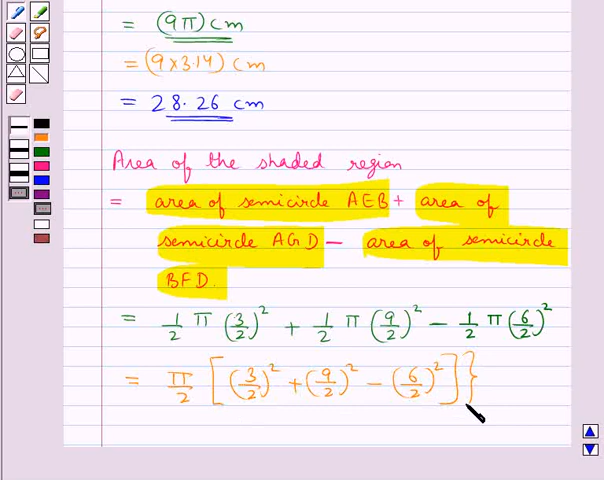 = (9π) cm
= (9 × 3.14) cm
= 28.26 cm
Area of the shaded region
= area of semicircle AEB + area of
semicircle AGD − area of semicircle
BFD.
= 1/2 π (3/2)² + 1/2 π (9/2)² − 1/2 π (6/2)²
= π/2 [(3/2)² + (9/2)² − (6/2)²]}